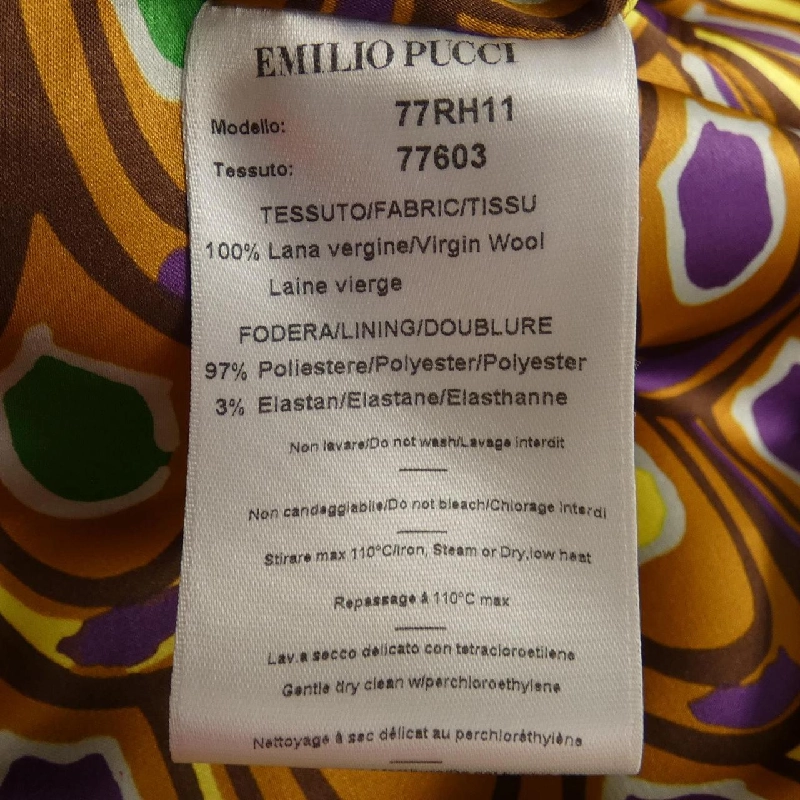 EMILIO PUCCI
Modello: 77RH11
Tessuto: 77603
TESSUTO/FABRIC/TISSU
100% Lana vergine/Virgin Wool
Laine vierge
FODERA/LINING/DOUBLURE
97% Poliestere/Polyester/Polyester
3% Elastan/Elastane/Elasthanne
Non lavare/Do not wash/Lavage interdit
Non candeggiabile/Do not bleach/Chlorage interdi
Stirare max 110°C/Iron, Steam or Dry,low heat
Repassage à 110°C max
Lav.a secco delicato con tetracloroetilene
Gentle dry clean w/perchloroethylene
Nettoyage à sec délicat au perchloréthylène